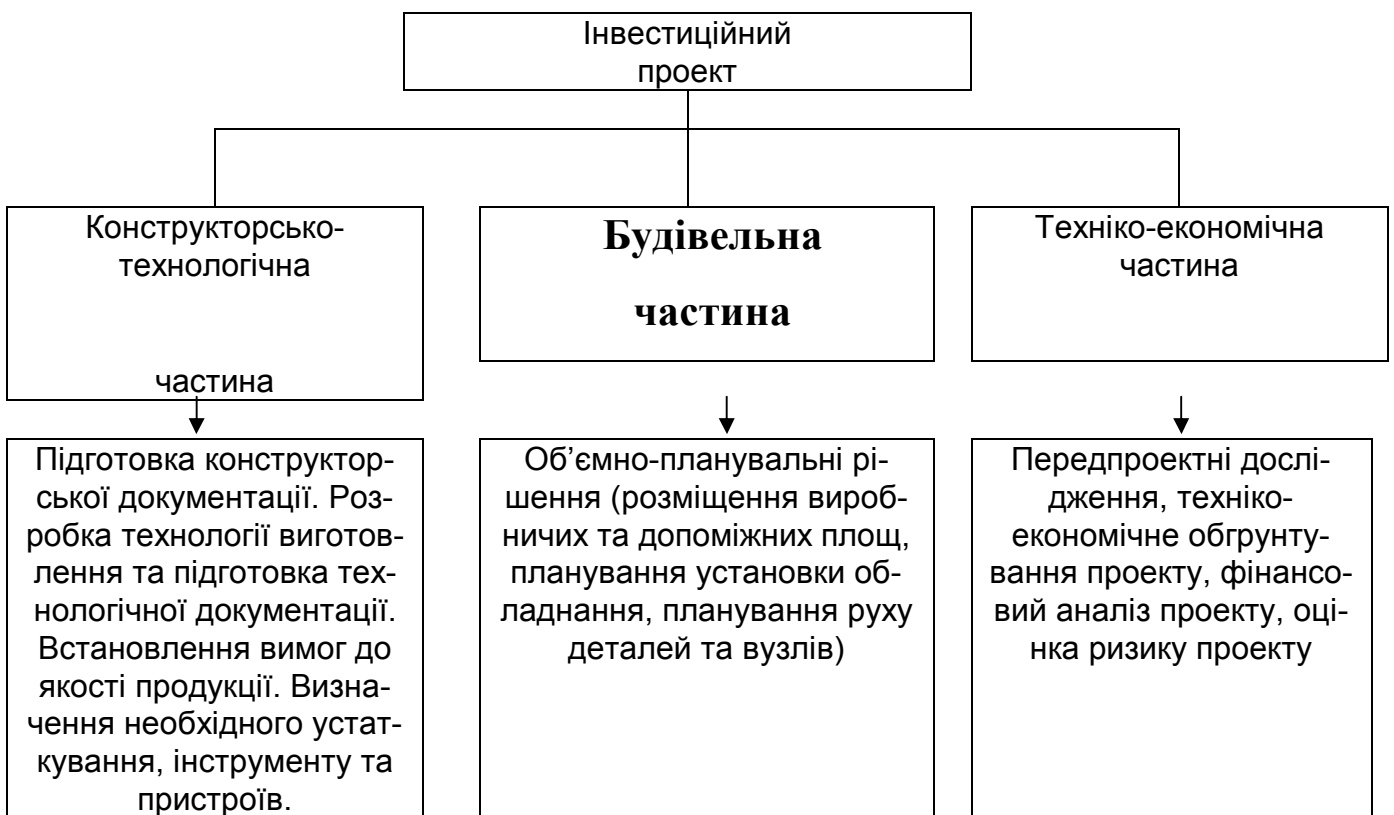 Інвестиційний
проект
Конструкторсько-
технологічна
частина
Будівельна
частина
Техніко-економічна
частина
Підготовка конструктор-
ської документації. Роз-
робка технології виготов-
лення та підготовка тех-
нологічної документації.
Встановлення вимог до
якості продукції. Визна-
чення необхідного устат-
кування, інструменту та
пристроїв.
Об’ємно-планувальні рі-
шення (розміщення вироб-
ничих та допоміжних площ,
планування установки об-
ладнання, планування руху
деталей та вузлів)
Передпроектні дослі-
дження, техніко-
економічне обгрунту-
вання проекту, фінансо-
вий аналіз проекту, оці-
нка ризику проекту